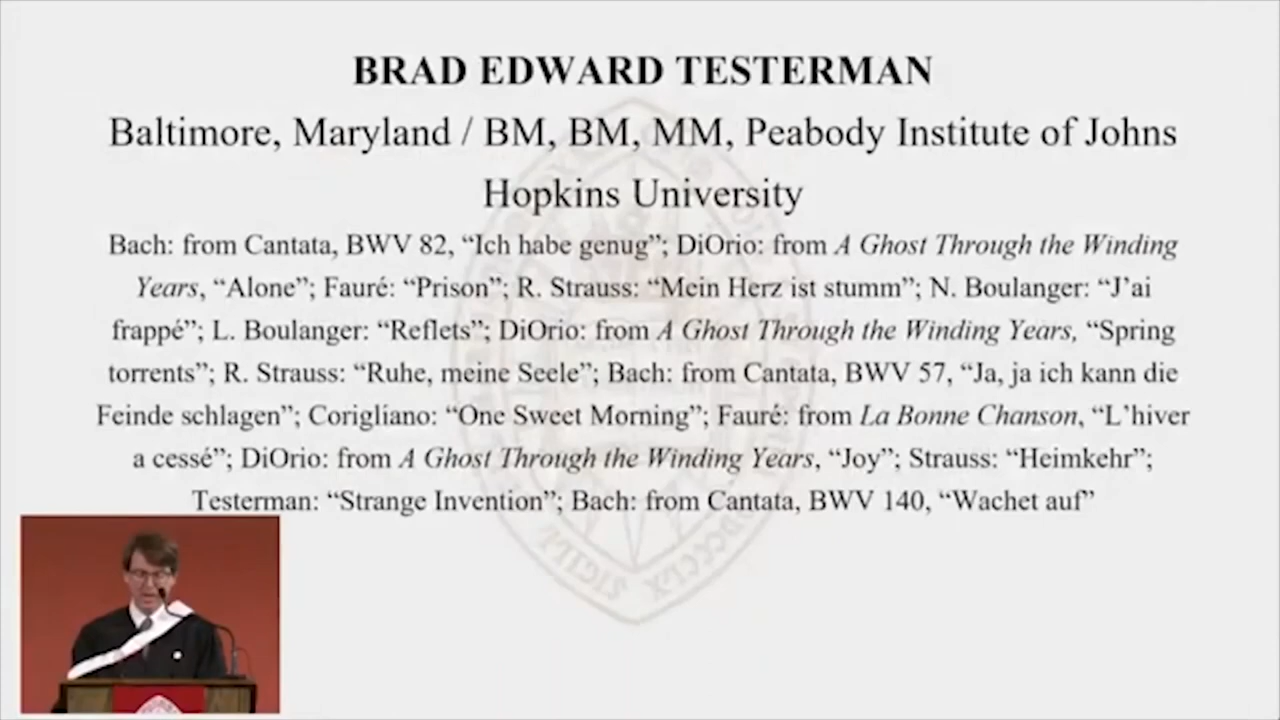 BRAD EDWARD TESTERMAN
Baltimore, Maryland / BM, BM, MM, Peabody Institute of Johns
Hopkins University
Bach: from Cantata, BWV 82, “Ich habe genug”; DiOrio: from A Ghost Through the Winding
Years, “Alone”; Fauré: “Prison”; R. Strauss: “Mein Herz ist stumm”; N. Boulanger: “J’ai
frappé”; L. Boulanger: “Reflets”; DiOrio: from A Ghost Through the Winding Years, “Spring
torrents”; R. Strauss: “Ruhe, meine Seele”; Bach: from Cantata, BWV 57, “Ja, ja ich kann die
Feinde schlagen”; Corigliano: “One Sweet Morning”; Fauré: from La Bonne Chanson, “L’hiver
a cessé”; DiOrio: from A Ghost Through the Winding Years, “Joy”; Strauss: “Heimkehr”;
Testerman: “Strange Invention”; Bach: from Cantata, BWV 140, “Wachet auf”